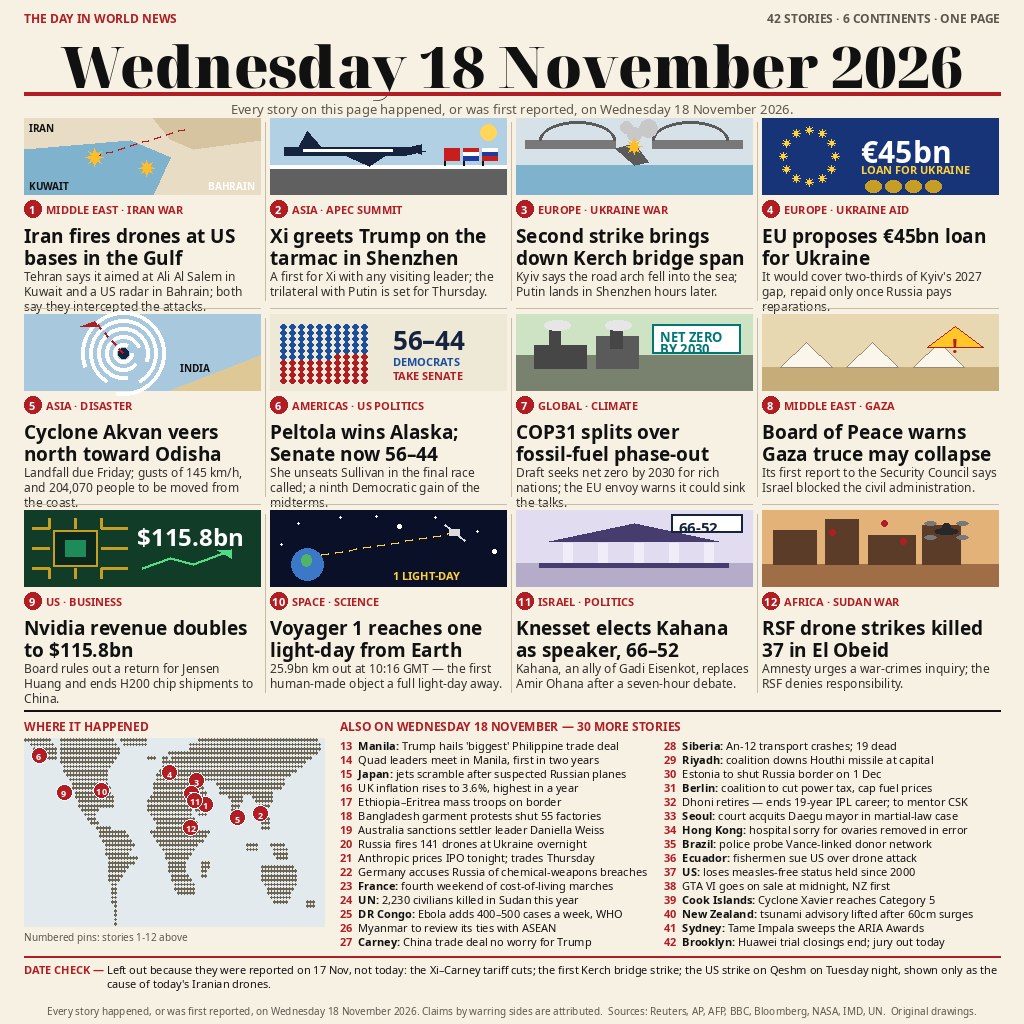 THE DAY IN WORLD NEWS
42 STORIES · 6 CONTINENTS · ONE PAGE
Wednesday 18 November 2026
Every story on this page happened, or was first reported, on Wednesday 18 November 2026.
IRAN
KUWAIT
BAHRAIN
1 MIDDLE EAST · IRAN WAR
Iran fires drones at US
bases in the Gulf
Tehran says it aimed at Ali Al Salem in
Kuwait and a US radar in Bahrain; both
say they intercepted the attacks.
2 ASIA · APEC SUMMIT
Xi greets Trump on the
tarmac in Shenzhen
A first for Xi with any visiting leader; the
trilateral with Putin is set for Thursday.
3 EUROPE · UKRAINE WAR
Second strike brings
down Kerch bridge span
Kyiv says the road arch fell into the sea;
Putin lands in Shenzhen hours later.
€45bn
LOAN FOR UKRAINE
4 EUROPE · UKRAINE AID
EU proposes €45bn loan
for Ukraine
It would cover two-thirds of Kyiv's 2027
gap, repaid only once Russia pays
reparations.
INDIA
5 ASIA · DISASTER
Cyclone Akvan veers
north toward Odisha
Landfall due Friday; gusts of 145 km/h,
and 204,070 people to be moved from
the coast.
56–44
DEMOCRATS
TAKE SENATE
6 AMERICAS · US POLITICS
Peltola wins Alaska;
Senate now 56–44
She unseats Sullivan in the final race
called; a ninth Democratic gain of the
midterms.
NET ZERO
BY 2030
7 GLOBAL · CLIMATE
COP31 splits over
fossil-fuel phase-out
Draft seeks net zero by 2030 for rich
nations; the EU envoy warns it could sink
the talks.
!
8 MIDDLE EAST · GAZA
Board of Peace warns
Gaza truce may collapse
Its first report to the Security Council says
Israel blocked the civil administration.
$115.8bn
9 US · BUSINESS
Nvidia revenue doubles
to $115.8bn
Board rules out a return for Jensen
Huang and ends H200 chip shipments to
China.
1 LIGHT-DAY
10 SPACE · SCIENCE
Voyager 1 reaches one
light-day from Earth
25.9bn km out at 10:16 GMT — the first
human-made object a full light-day away.
66-52
11 ISRAEL · POLITICS
Knesset elects Kahana
as speaker, 66–52
Kahana, an ally of Gadi Eisenkot, replaces
Amir Ohana after a seven-hour debate.
12 AFRICA · SUDAN WAR
RSF drone strikes killed
37 in El Obeid
Amnesty urges a war-crimes inquiry; the
RSF denies responsibility.
WHERE IT HAPPENED
6
4
3
9
10
11
1
5
2
12
Numbered pins: stories 1-12 above
ALSO ON WEDNESDAY 18 NOVEMBER — 30 MORE STORIES
13 Manila: Trump hails 'biggest' Philippine trade deal
14 Quad leaders meet in Manila, first in two years
15 Japan: jets scramble after suspected Russian planes
16 UK inflation rises to 3.6%, highest in a year
17 Ethiopia–Eritrea mass troops on border
18 Bangladesh garment protests shut 55 factories
19 Australia sanctions settler leader Daniella Weiss
20 Russia fires 141 drones at Ukraine overnight
21 Anthropic prices IPO tonight; trades Thursday
22 Germany accuses Russia of chemical-weapons breaches
23 France: fourth weekend of cost-of-living marches
24 UN: 2,230 civilians killed in Sudan this year
25 DR Congo: Ebola adds 400–500 cases a week, WHO
26 Myanmar to review its ties with ASEAN
27 Carney: China trade deal no worry for Trump
28 Siberia: An-12 transport crashes; 19 dead
29 Riyadh: coalition downs Houthi missile at capital
30 Estonia to shut Russia border on 1 Dec
31 Berlin: coalition to cut power tax, cap fuel prices
32 Dhoni retires — ends 19-year IPL career; to mentor CSK
33 Seoul: court acquits Daegu mayor in martial-law case
34 Hong Kong: hospital sorry for ovaries removed in error
35 Brazil: police probe Vance-linked donor network
36 Ecuador: fishermen sue US over drone attack
37 US: loses measles-free status held since 2000
38 GTA VI goes on sale at midnight, NZ first
39 Cook Islands: Cyclone Xavier reaches Category 5
40 New Zealand: tsunami advisory lifted after 60cm surges
41 Sydney: Tame Impala sweeps the ARIA Awards
42 Brooklyn: Huawei trial closings end; jury out today
DATE CHECK — Left out because they were reported on 17 Nov, not today: the Xi–Carney tariff cuts; the first Kerch bridge strike; the US strike on Qeshm on Tuesday night, shown only as the
cause of today's Iranian drones.
Every story happened, or was first reported, on Wednesday 18 November 2026. Claims by warring sides are attributed. Sources: Reuters, AP, AFP, BBC, Bloomberg, NASA, IMD, UN. Original drawings.